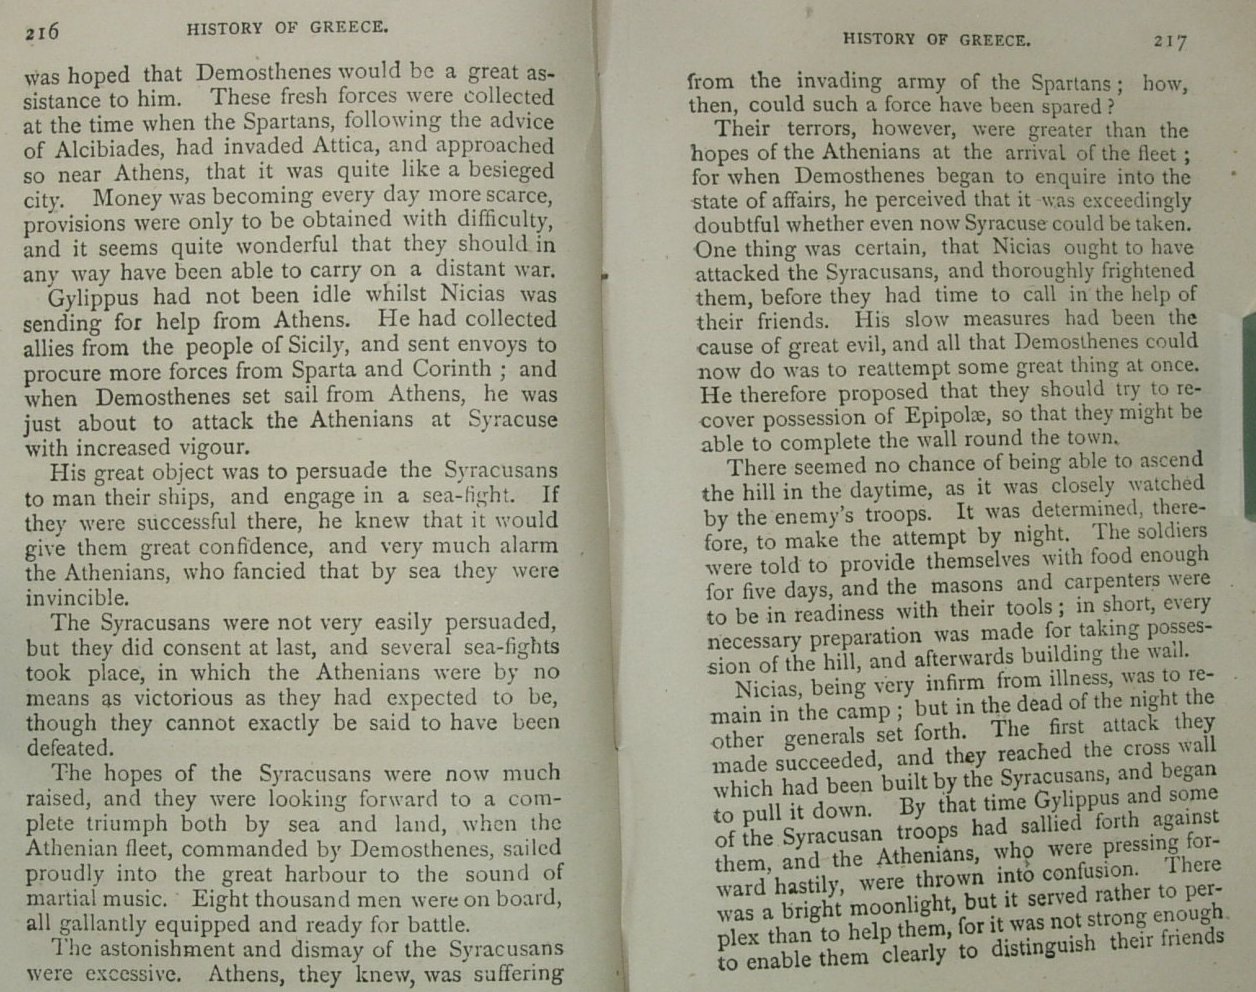 216 HISTORY OF GREECE.
was hoped that Demosthenes would be a great as-
sistance to him. These fresh forces were collected
at the time when the Spartans, following the advice
of Alcibiades, had invaded Attica, and approached
so near Athens, that it was quite like a besieged
city. Money was becoming every day more scarce,
provisions were only to be obtained with difficulty,
and it seems quite wonderful that they should in
any way have been able to carry on a distant war.
Gylippus had not been idle whilst Nicias was
sending for help from Athens. He had collected
allies from the people of Sicily, and sent envoys to
procure more forces from Sparta and Corinth ; and
when Demosthenes set sail from Athens, he was
just about to attack the Athenians at Syracuse
with increased vigour.
His great object was to persuade the Syracusans
to man their ships, and engage in a sea-fight. If
they were successful there, he knew that it would
give them great confidence, and very much alarm
the Athenians, who fancied that by sea they were
invincible.
The Syracusans were not very easily persuaded,
but they did consent at last, and several sea-fights
took place, in which the Athenians were by no
means as victorious as they had expected to be,
though they cannot exactly be said to have been
defeated.
The hopes of the Syracusans were now much
raised, and they were looking forward to a com-
plete triumph both by sea and land, when the
Athenian fleet, commanded by Demosthenes, sailed
proudly into the great harbour to the sound of
martial music. Eight thousand men were on board,
all gallantly equipped and ready for battle.
The astonishment and dismay of the Syracusans
were excessive. Athens, they knew, was suffering
HISTORY OF GREECE. 217
from the invading army of the Spartans ; how,
then, could such a force have been spared ?
Their terrors, however, were greater than the
hopes of the Athenians at the arrival of the fleet ;
for when Demosthenes began to enquire into the
state of affairs, he perceived that it was exceedingly
doubtful whether even now Syracuse could be taken.
One thing was certain, that Nicias ought to have
attacked the Syracusans, and thoroughly frightened
them, before they had time to call in the help of
their friends. His slow measures had been the
cause of great evil, and all that Demosthenes could
now do was to reattempt some great thing at once.
He therefore proposed that they should try to re-
cover possession of Epipolæ, so that they might be
able to complete the wall round the town.
There seemed no chance of being able to ascend
the hill in the daytime, as it was closely watched
by the enemy's troops. It was determined, there-
fore, to make the attempt by night. The soldiers
were told to provide themselves with food enough
for five days, and the masons and carpenters were
to be in readiness with their tools ; in short, every
necessary preparation was made for taking posses-
sion of the hill, and afterwards building the wall.
Nicias, being very infirm from illness, was to re-
main in the camp ; but in the dead of the night the
other generals set forth. The first attack they
made succeeded, and they reached the cross wall
which had been built by the Syracusans, and began
to pull it down. By that time Gylippus and some
of the Syracusan troops had sallied forth against
them, and the Athenians, who were pressing for-
ward hastily, were thrown into confusion. There
was a bright moonlight, but it served rather to per-
plex than to help them, for it was not strong enough
to enable them clearly to distinguish their friends